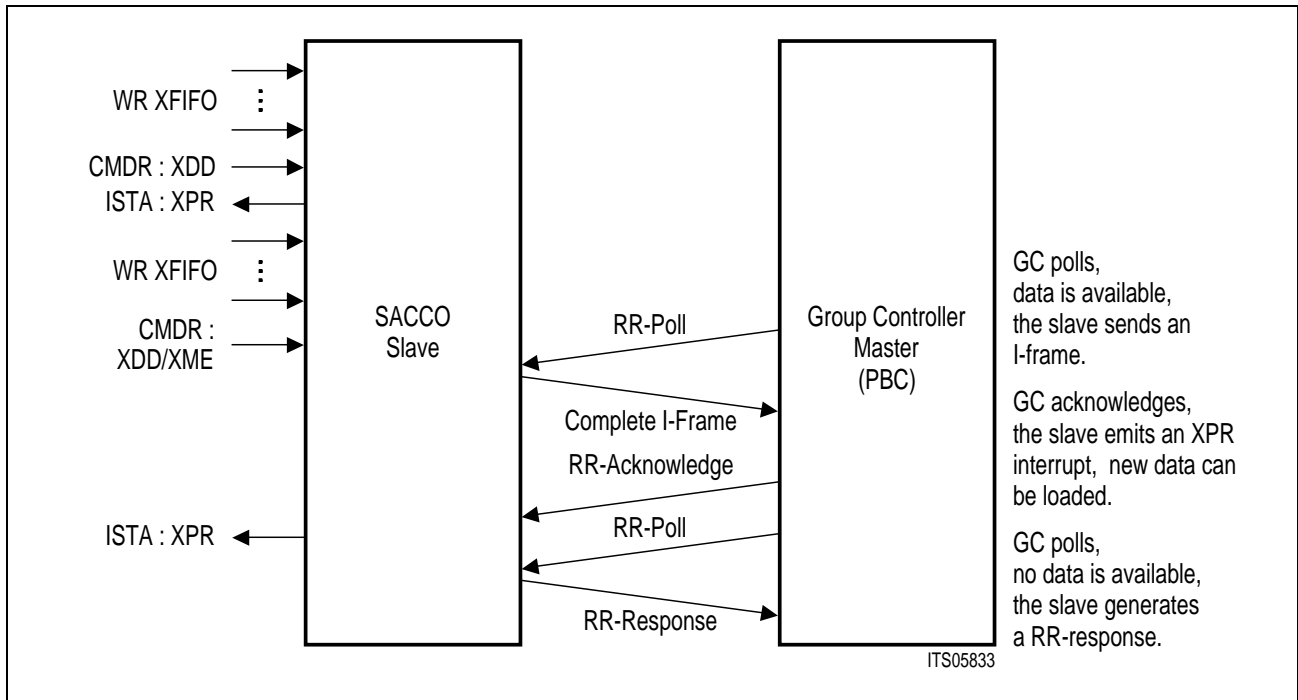 WR XFIFO
CMDR : XDD
ISTA : XPR
WR XFIFO
CMDR :
XDD/XME
ISTA : XPR
SACCO
Slave
RR-Poll
Complete I-Frame
RR-Acknowledge
RR-Poll
RR-Response
Group Controller
Master
(PBC)
GC polls,
data is available,
the slave sends an
I-frame.
GC acknowledges,
the slave emits an XPR
interrupt, new data can
be loaded.
GC polls,
no data is available,
the slave generates
a RR-response.
ITS05833